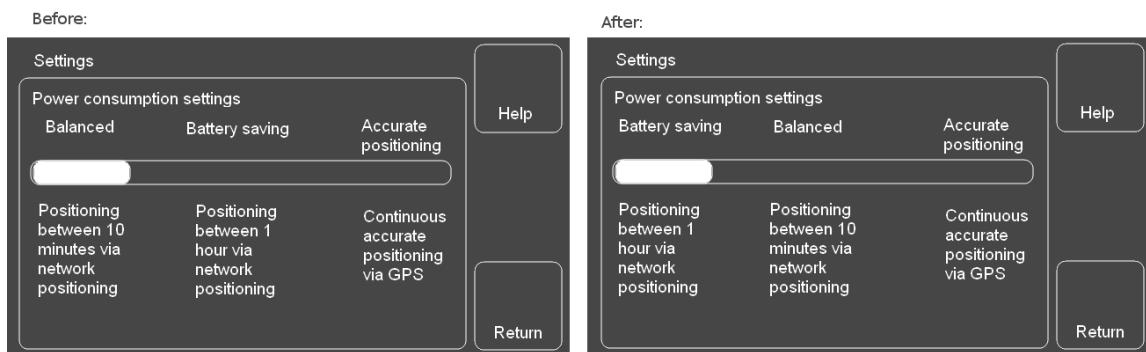 Before:
Settings
Power consumption settings
Balanced
Battery saving
Accurate
positioning
Positioning
between 10
minutes via
network
positioning
Positioning
between 1
hour via
network
positioning
Continuous
accurate
positioning
via GPS
Help
Return
After:
Settings
Power consumption settings
Battery saving
Balanced
Accurate
positioning
Positioning
between 1
hour via
network
positioning
Positioning
between 10
minutes via
network
positioning
Continuous
accurate
positioning
via GPS
Help
Return